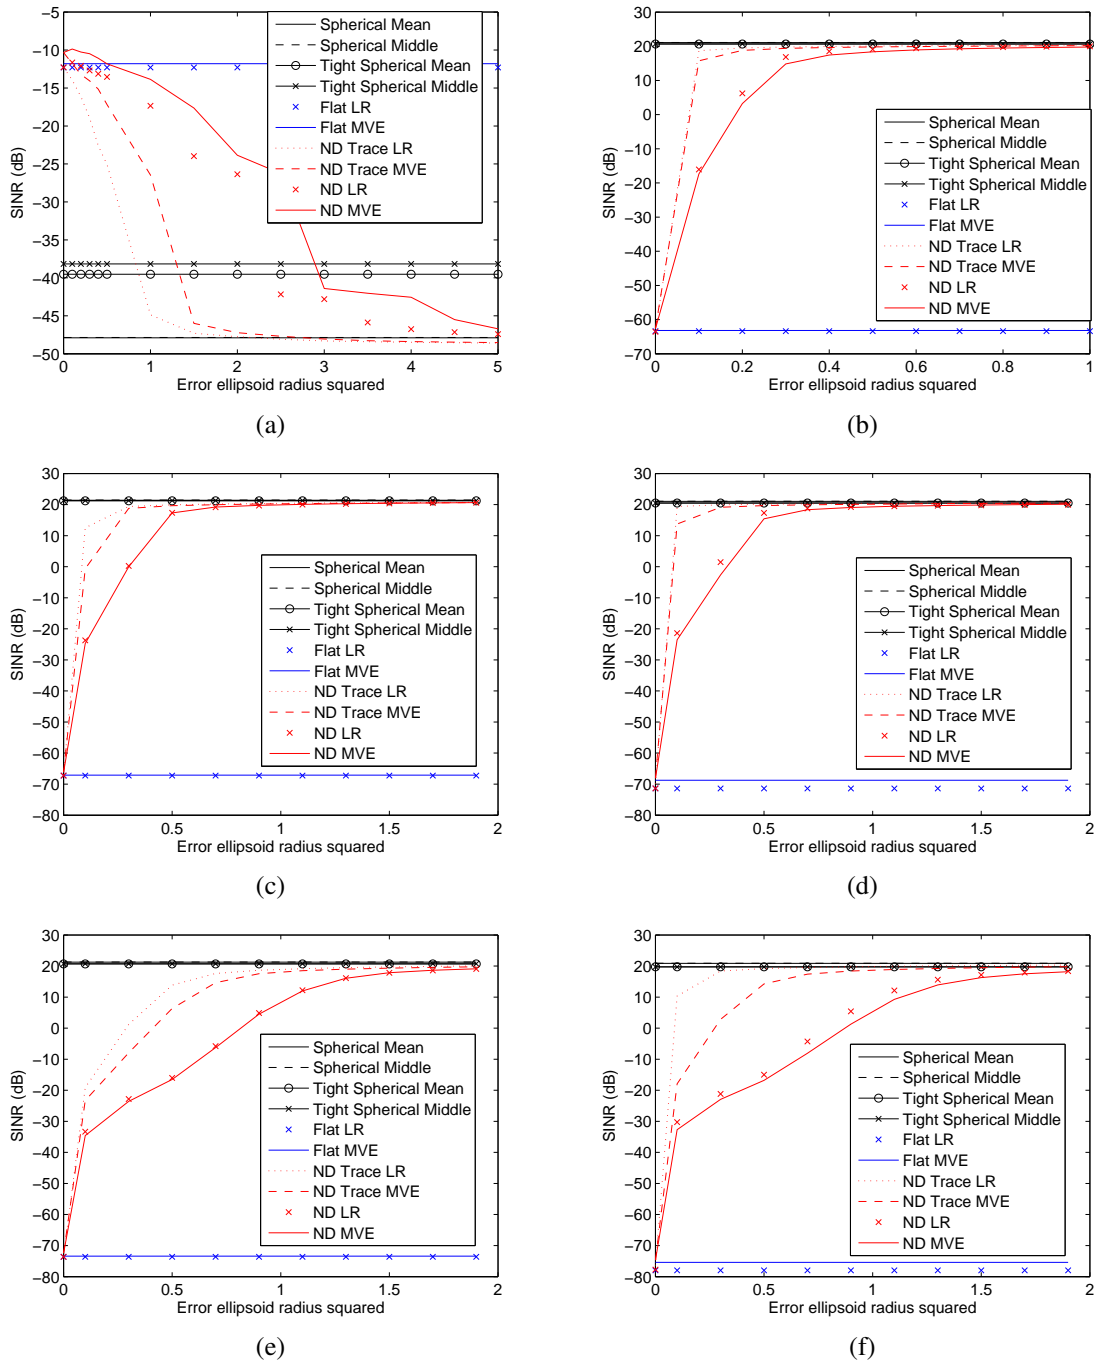 −5
−10
−15
−20
−25
−30
−35
−40
−45
−50
SINR (dB)
0 1 2 3 4 5
Error ellipsoid radius squared
Spherical Mean
Spherical Middle
Tight Spherical Mean
Tight Spherical Middle
Flat LR
Flat MVE
ND Trace LR
ND Trace MVE
ND LR
ND MVE
(a)
30
20
10
0
−10
−20
−30
−40
−50
−60
−70
SINR (dB)
0 0.2 0.4 0.6 0.8 1
Error ellipsoid radius squared
Spherical Mean
Spherical Middle
Tight Spherical Mean
Tight Spherical Middle
Flat LR
Flat MVE
ND Trace LR
ND Trace MVE
ND LR
ND MVE
(b)
30
20
10
0
−10
−20
−30
−40
−50
−60
−70
−80
SINR (dB)
0 0.5 1 1.5 2
Error ellipsoid radius squared
Spherical Mean
Spherical Middle
Tight Spherical Mean
Tight Spherical Middle
Flat LR
Flat MVE
ND Trace LR
ND Trace MVE
ND LR
ND MVE
(c)
30
20
10
0
−10
−20
−30
−40
−50
−60
−70
−80
SINR (dB)
0 0.5 1 1.5 2
Error ellipsoid radius squared
Spherical Mean
Spherical Middle
Tight Spherical Mean
Tight Spherical Middle
Flat LR
Flat MVE
ND Trace LR
ND Trace MVE
ND LR
ND MVE
(d)
30
20
10
0
−10
−20
−30
−40
−50
−60
−70
−80
SINR (dB)
0 0.5 1 1.5 2
Error ellipsoid radius squared
Spherical Mean
Spherical Middle
Tight Spherical Mean
Tight Spherical Middle
Flat LR
Flat MVE
ND Trace LR
ND Trace MVE
ND LR
ND MVE
(e)
30
20
10
0
−10
−20
−30
−40
−50
−60
−70
−80
SINR (dB)
0 0.5 1 1.5 2
Error ellipsoid radius squared
Spherical Mean
Spherical Middle
Tight Spherical Mean
Tight Spherical Middle
Flat LR
Flat MVE
ND Trace LR
ND Trace MVE
ND LR
ND MVE
(f)